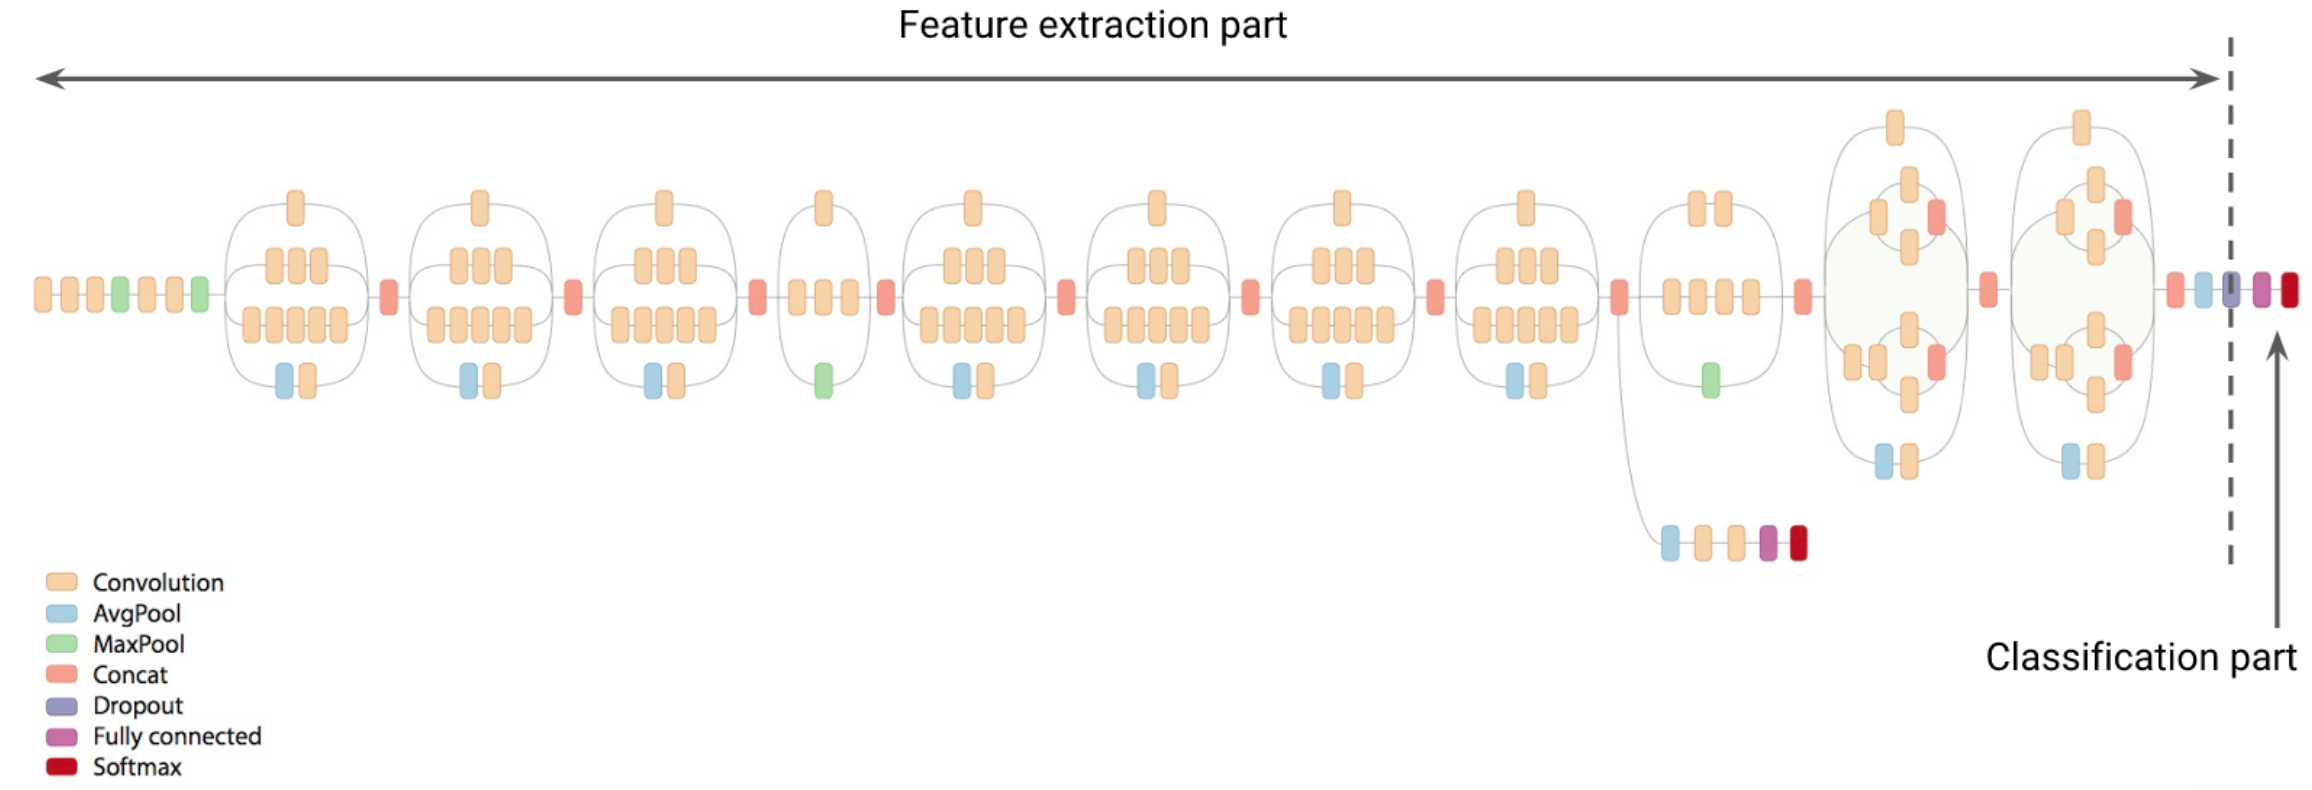 Feature extraction part
Convolution
AvgPool
MaxPool
Concat
Dropout
Fully connected
Softmax
Classification part